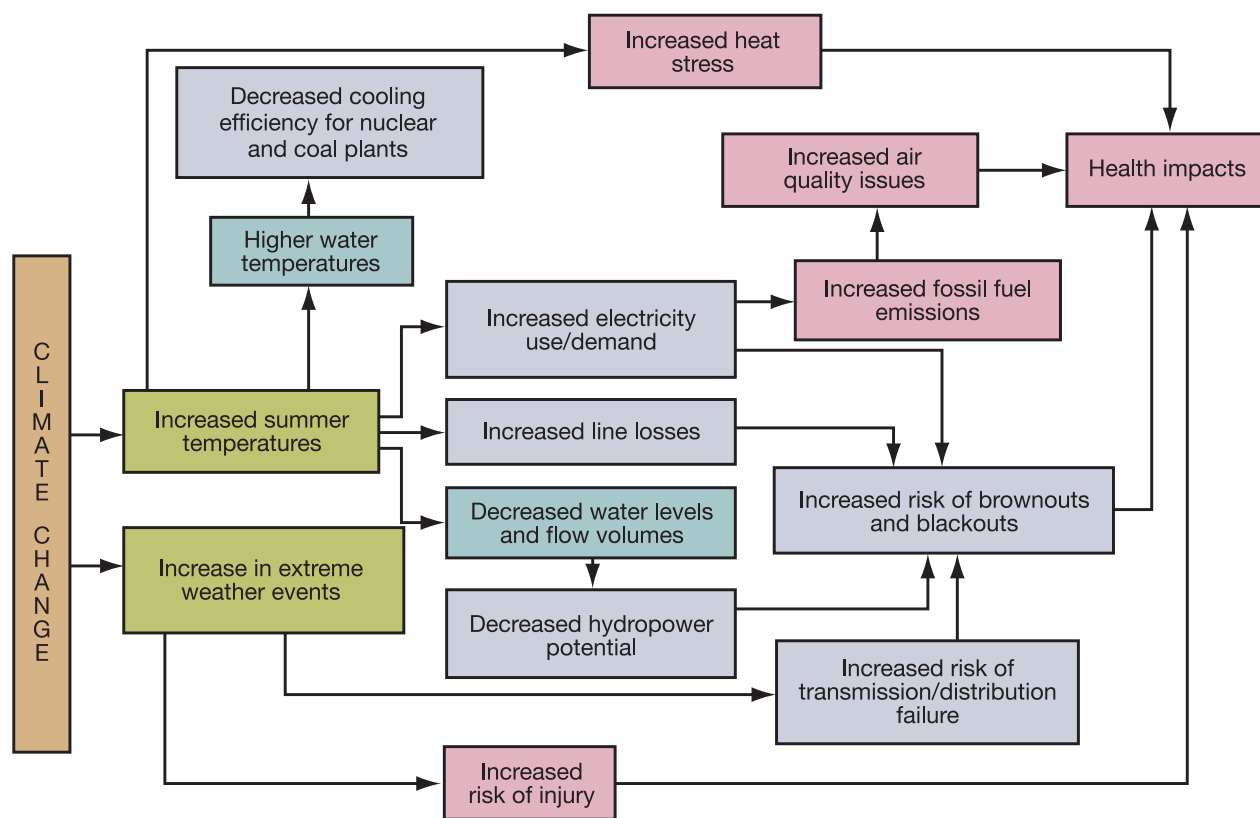 Increased heat
stress
Decreased cooling
efficiency for nuclear
and coal plants
Increased air
quality issues
Health impacts
Higher water
temperatures
Increased fossil fuel
emissions
Increased electricity
use/demand
CLIMATE CHANGE
Increased summer
temperatures
Increased line losses
Decreased water levels
and flow volumes
Increased risk of brownouts
and blackouts
Increase in extreme
weather events
Decreased hydropower
potential
Increased risk of
transmission/distribution
failure
Increased
risk of injury